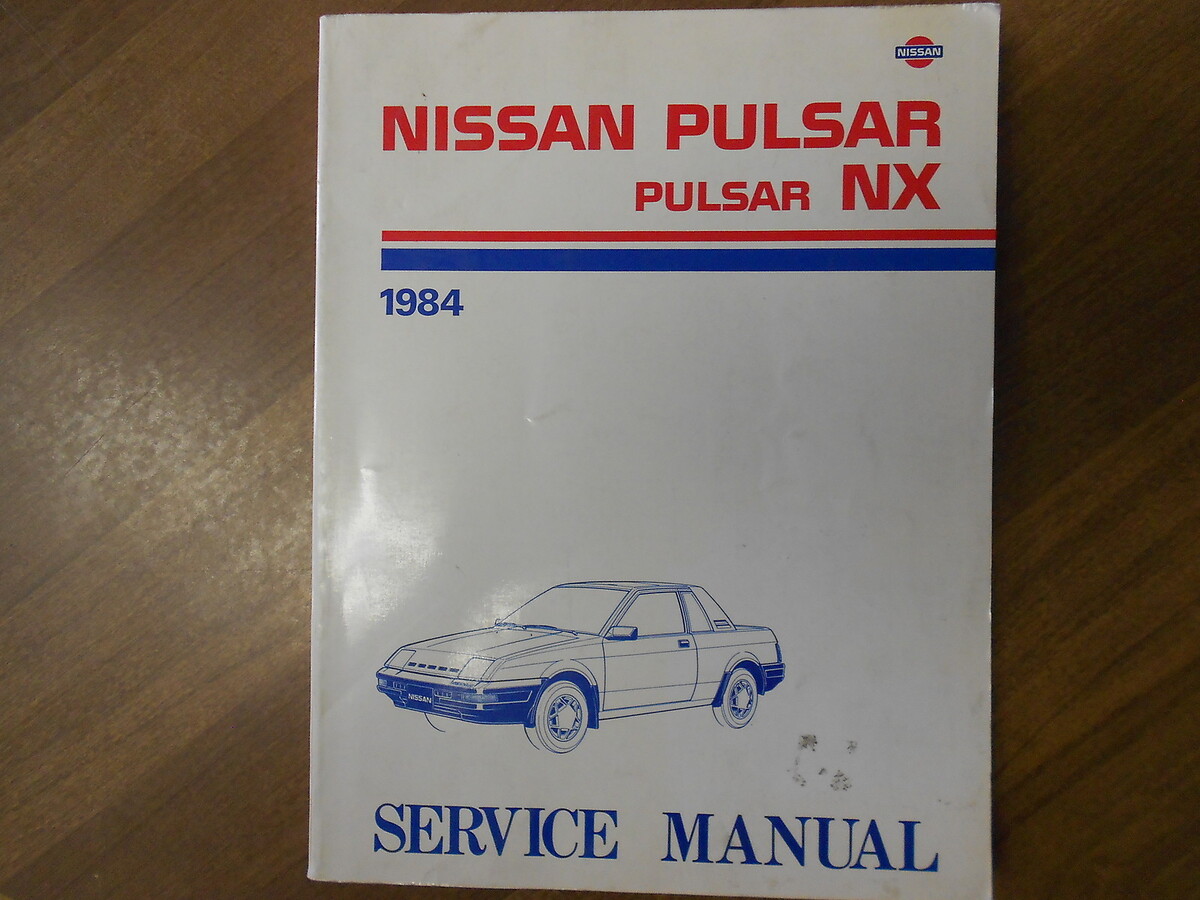 NISSAN
NISSAN PULSAR
PULSAR NX
1984
NISSAN
SERVICE MANUAL